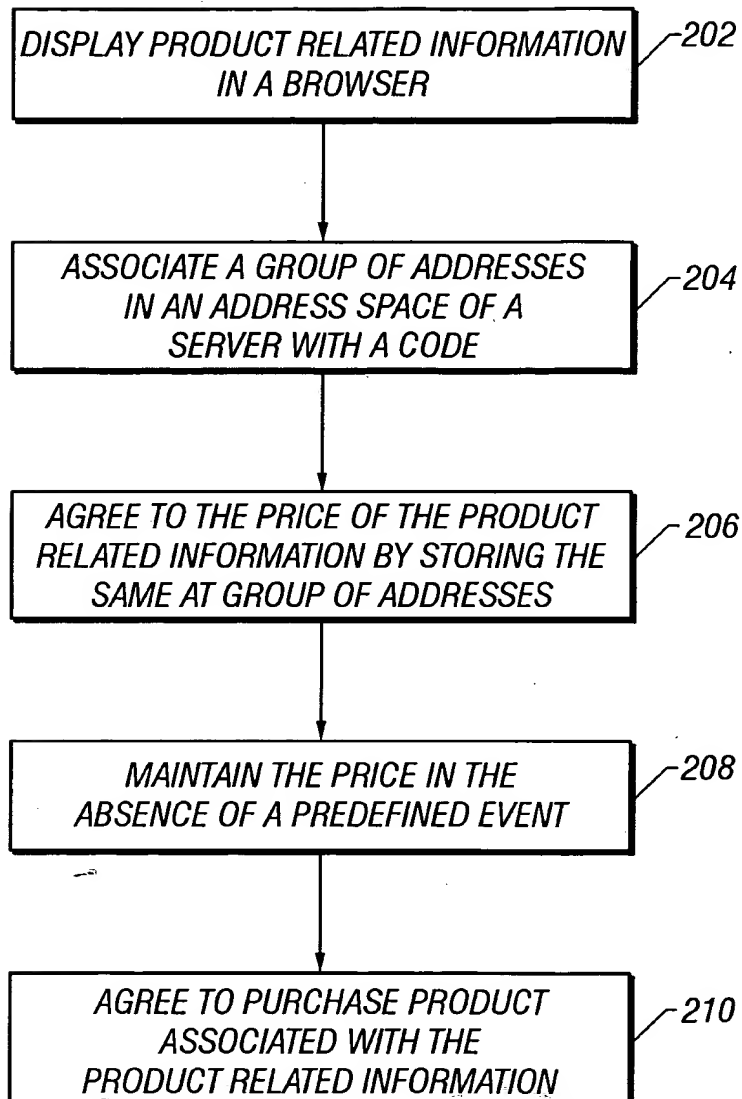 DISPLAY PRODUCT RELATED INFORMATION
IN A BROWSER
202
ASSOCIATE A GROUP OF ADDRESSES
IN AN ADDRESS SPACE OF A
SERVER WITH A CODE
204
AGREE TO THE PRICE OF THE PRODUCT
RELATED INFORMATION BY STORING THE
SAME AT GROUP OF ADDRESSES
206
MAINTAIN THE PRICE IN THE
ABSENCE OF A PREDEFINED EVENT
208
AGREE TO PURCHASE PRODUCT
ASSOCIATED WITH THE
PRODUCT RELATED INFORMATION
210